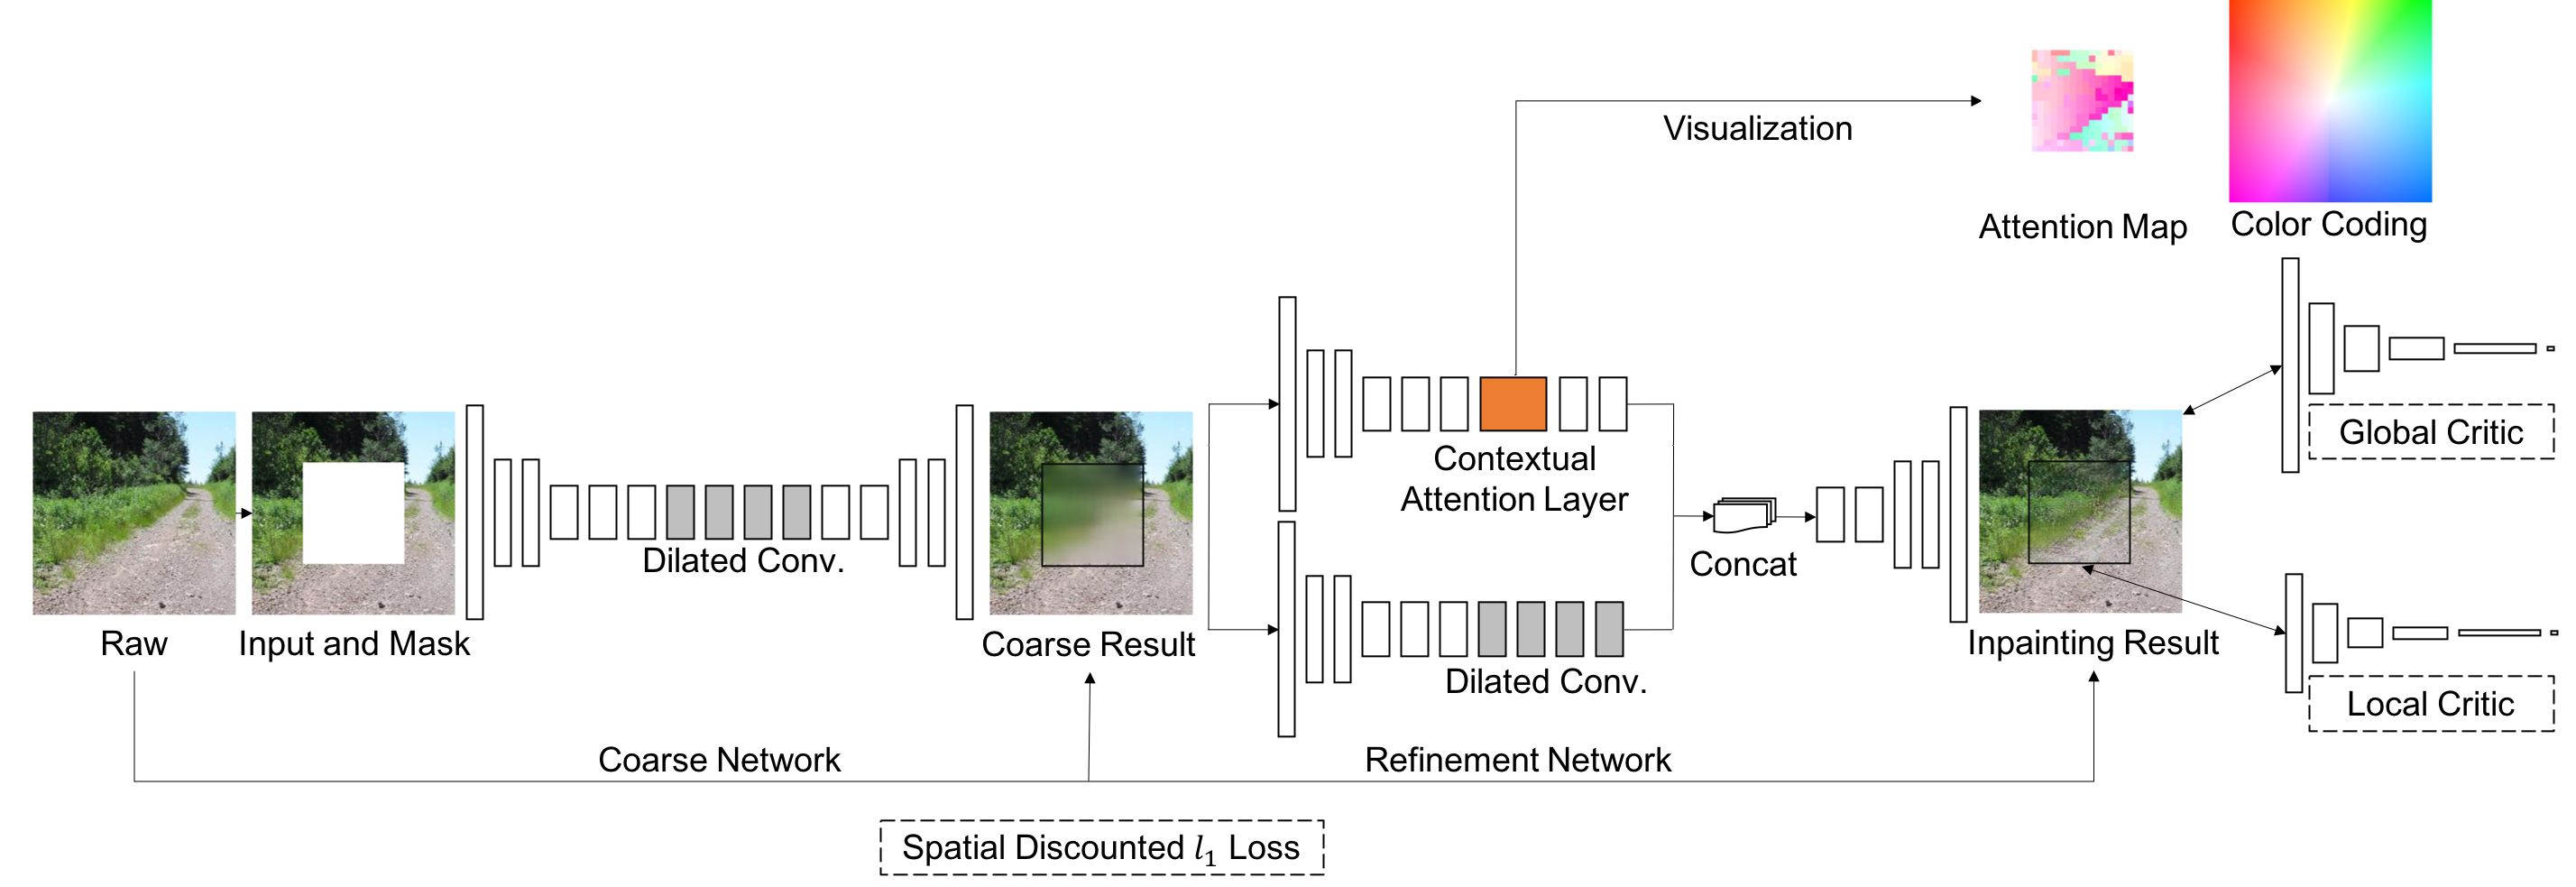 Visualization
Attention Map
Color Coding
Global Critic
Contextual
Attention Layer
Dilated Conv.
Concat
Raw
Input and Mask
Coarse Result
Dilated Conv.
Inpainting Result
Local Critic
Coarse Network
Refinement Network
Spatial Discounted l₁ Loss